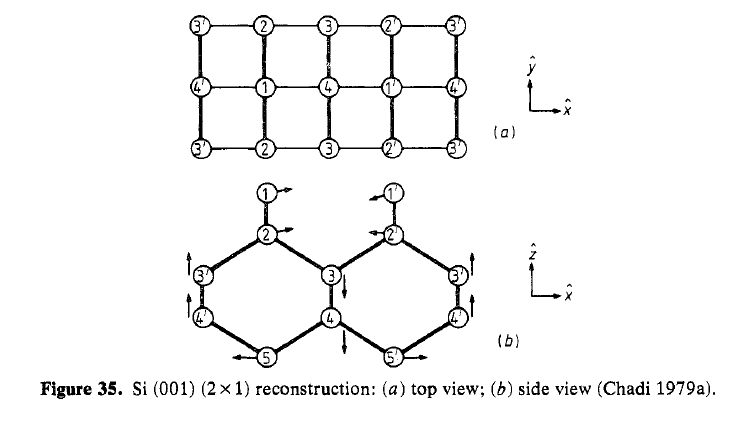 3' 2 3 2' 3'
ŷ
4' 1 4 1' 4'
x̂
(a)
3' 2 3 2' 3'
1 1'
2 2'
ẑ
3' 3 3'
x̂
4' 4 4'
(b)
5 5'
Figure 35. Si (001) (2 × 1) reconstruction: (a) top view; (b) side view (Chadi 1979a).